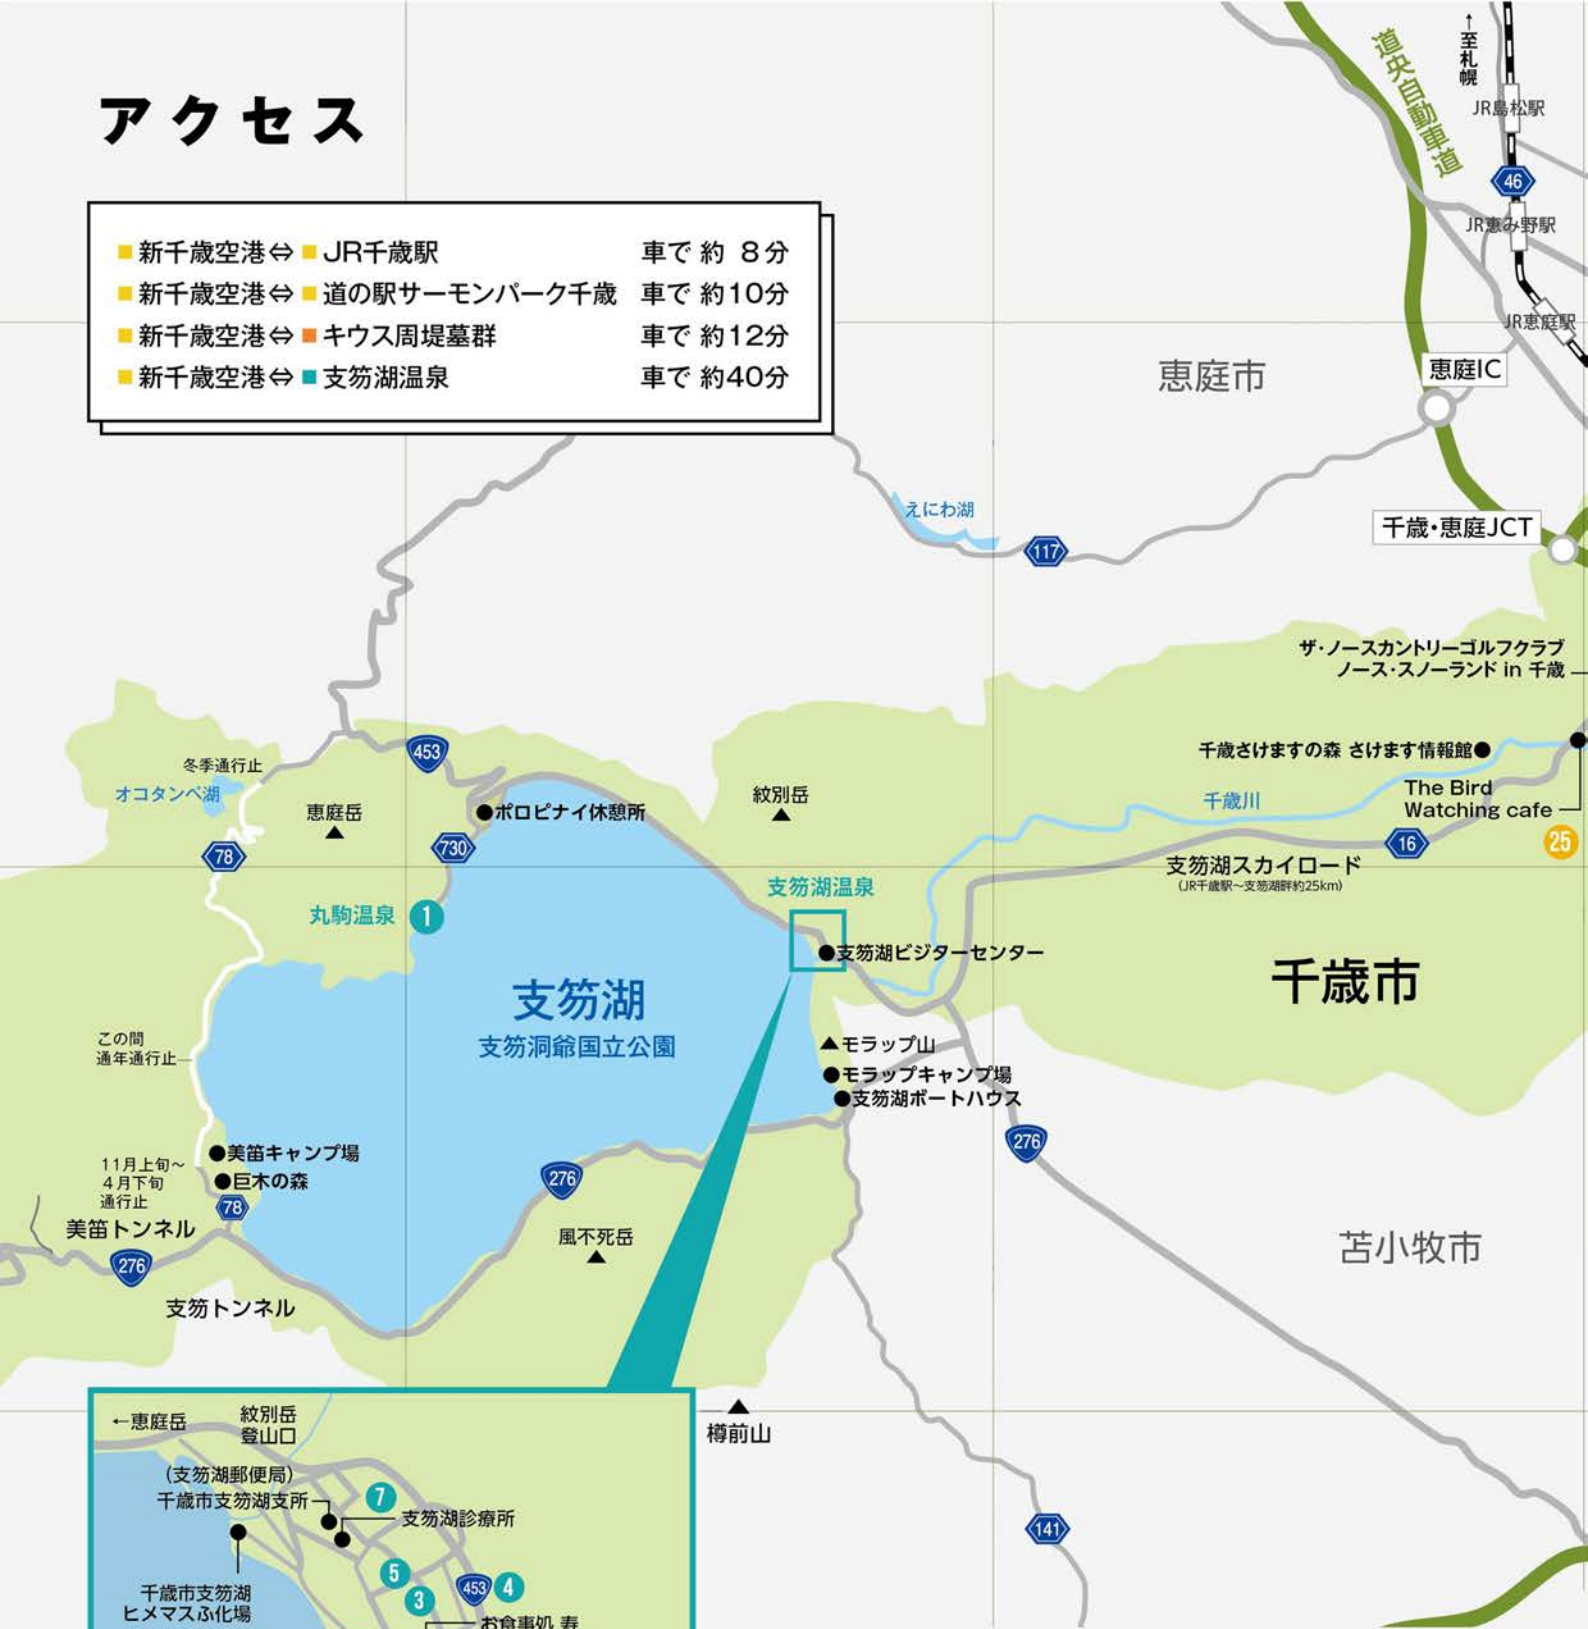 アクセス
新千歳空港⇔JR千歳駅 車で 約 8分
新千歳空港⇔道の駅サーモンパーク千歳 車で 約10分
新千歳空港⇔キウス周堤墓群 車で 約12分
新千歳空港⇔支笏湖温泉 車で 約40分
道央自動車道
↑至札幌
JR島松駅
46
JR恵み野駅
JR恵庭駅
恵庭市
恵庭IC
えにわ湖
117
千歳・恵庭JCT
ザ・ノースカントリーゴルフクラブ
ノース・スノーランド in 千歳
千歳さけますの森 さけます情報館
The Bird
Watching cafe
25
千歳川
16
支笏湖スカイロード
(JR千歳駅〜支笏湖畔約25km)
千歳市
453
冬季通行止
オコタンペ湖
恵庭岳
ポロピナイ休憩所
紋別岳
78
730
丸駒温泉
1
支笏湖温泉
支笏湖ビジターセンター
支笏湖
支笏洞爺国立公園
この間
通年通行止
モラップ山
モラップキャンプ場
支笏湖ボートハウス
276
美笛キャンプ場
巨木の森
11月上旬〜
4月下旬
通行止
78
美笛トンネル
276
276
風不死岳
苫小牧市
支笏トンネル
樽前山
141
←恵庭岳
紋別岳
登山口
(支笏湖郵便局)
千歳市支笏湖支所
7
支笏湖診療所
5
3
453
4
千歳市支笏湖
ヒメマスふ化場
お食事処 寿